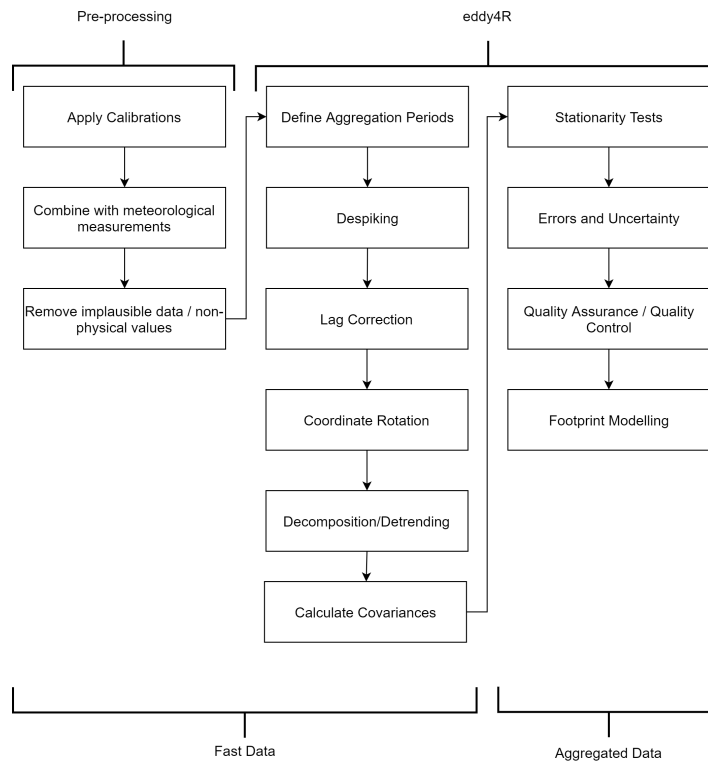 Pre-processing
eddy4R
Apply Calibrations
Combine with meteorological
measurements
Remove implausible data / non-
physical values
Define Aggregation Periods
Despiking
Lag Correction
Coordinate Rotation
Decomposition/Detrending
Calculate Covariances
Stationarity Tests
Errors and Uncertainty
Quality Assurance / Quality
Control
Footprint Modelling
Fast Data
Aggregated Data